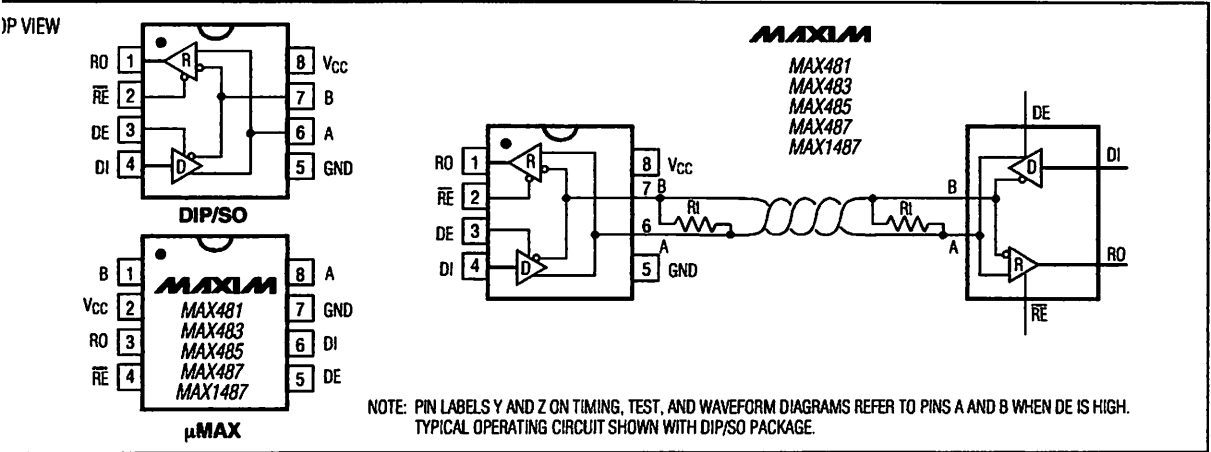 OP VIEW
RO 1
R
8 VCC
RE 2
7 B
DE 3
6 A
DI 4
D
5 GND
DIP/SO
MAXIM
MAX481
MAX483
MAX485
MAX487
MAX1487
B 1
8 A
VCC 2
7 GND
RO 3
6 DI
RE 4
5 DE
MAXIM
MAX481
MAX483
MAX485
MAX487
MAX1487
µMAX
RO 1
R
8 VCC
RE 2
7 B
DE 3
6 A
DI 4
D
5 GND
Rt
Rt
B
A
DE
D
DI
R
RO
RE
NOTE: PIN LABELS Y AND Z ON TIMING, TEST, AND WAVEFORM DIAGRAMS REFER TO PINS A AND B WHEN DE IS HIGH.
TYPICAL OPERATING CIRCUIT SHOWN WITH DIP/SO PACKAGE.